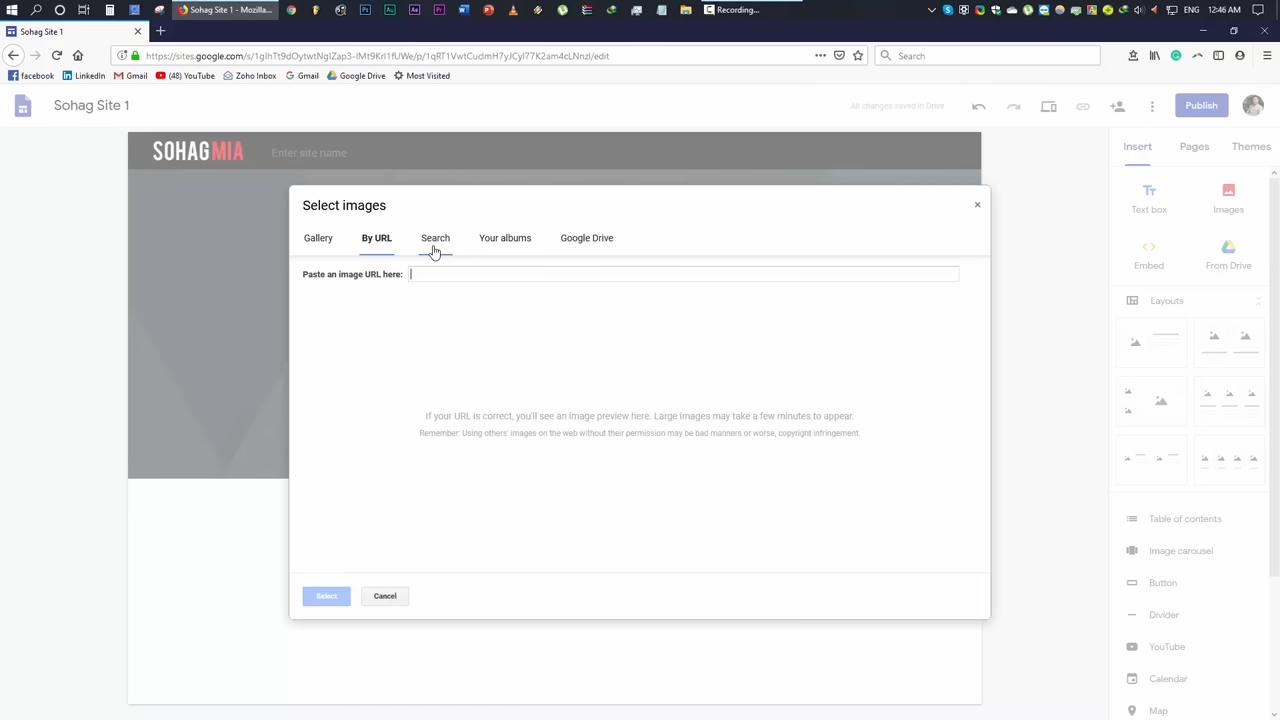 Sohag Site 1 - Mozilla...
Recording...
ENG
12:46 AM
Sohag Site 1
https://sites.google.com/s/1gIhTt9dOytwtNgIZap3-IMt9KrI1fUWe/p/1qRT1VwtCudmH7yJCyI77K2am4cLNnzI/edit
Search
facebook
LinkedIn
Gmail
(48) YouTube
Zoho Inbox
Gmail
Google Drive
Most Visited
Sohag Site 1
All changes saved in Drive
Publish
SOHAGMIA
Enter site name
Insert
Pages
Themes
Select images
Gallery
By URL
Search
Your albums
Google Drive
Paste an image URL here:
If your URL is correct, you'll see an image preview here. Large images may take a few minutes to appear.
Remember: Using others' images on the web without their permission may be bad manners or worse, copyright infringement.
Select
Cancel
Tт
Text box
Images
Embed
From Drive
Layouts
Table of contents
Image carousel
Button
Divider
YouTube
Calendar
Map